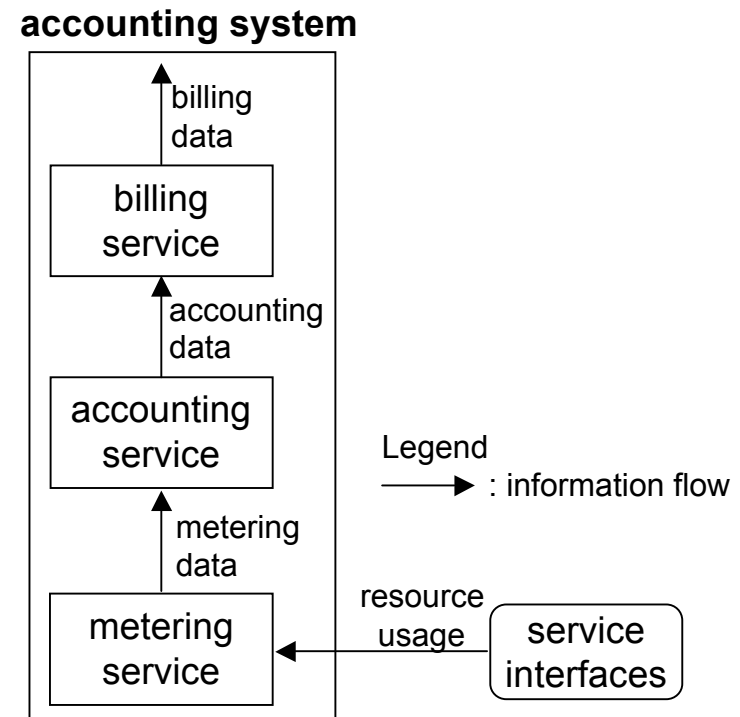 accounting system
billing
data
billing
service
accounting
data
accounting
service
Legend
: information flow
metering
data
metering
service
resource
usage
service
interfaces